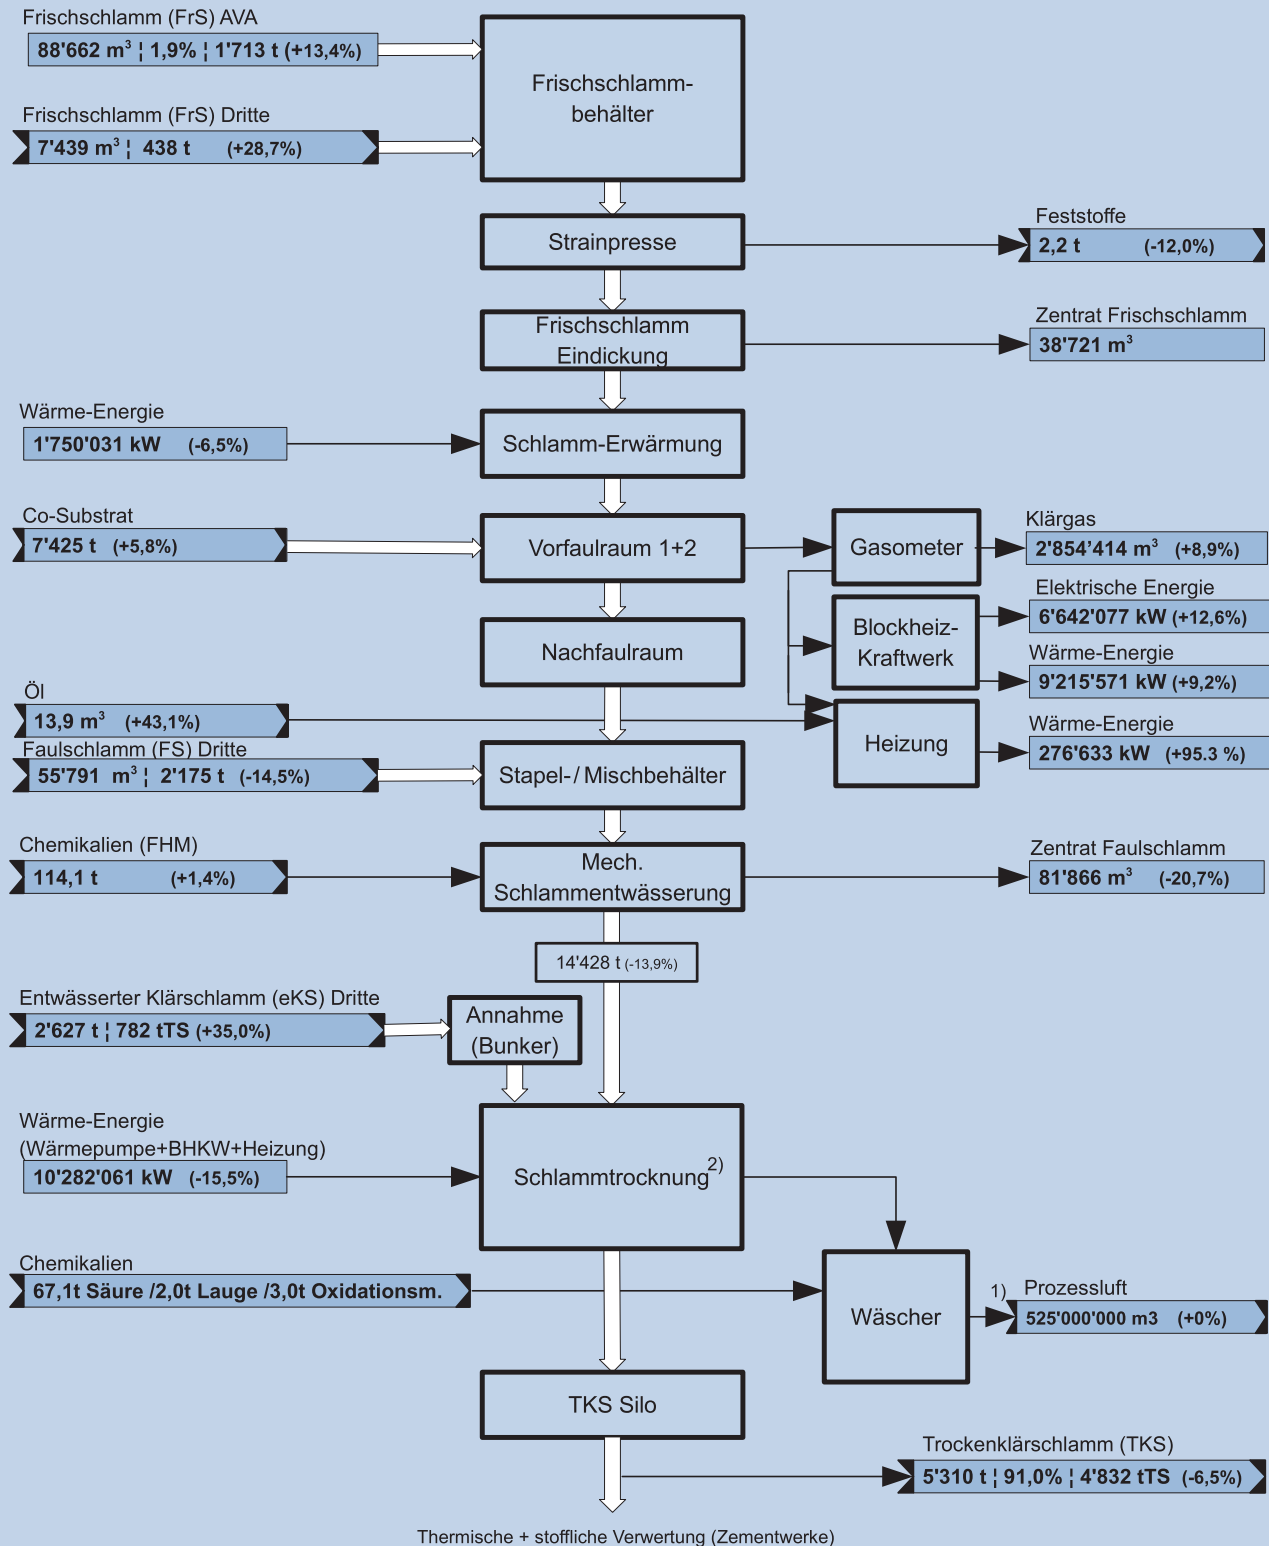 Frischschlamm (FrS) AVA
88'662 m³ ¦ 1,9% ¦ 1'713 t (+13,4%)
Frischschlamm-
behälter
Frischschlamm (FrS) Dritte
7'439 m³ ¦ 438 t (+28,7%)
Strainpresse
Feststoffe
2,2 t (-12,0%)
Frischschlamm
Eindickung
Zentrat Frischschlamm
38'721 m³
Wärme-Energie
1'750'031 kW (-6,5%)
Schlamm-Erwärmung
Co-Substrat
7'425 t (+5,8%)
Vorfaulraum 1+2
Gasometer
Klärgas
2'854’414 m³ (+8,9%)
Elektrische Energie
6'642'077 kW (+12,6%)
Blockheiz-
Kraftwerk
Wärme-Energie
9'215'571 kW (+9,2%)
Nachfaulraum
Öl
13,9 m³ (+43,1%)
Heizung
Wärme-Energie
276'633 kW (+95.3 %)
Faulschlamm (FS) Dritte
55'791 m³ ¦ 2'175 t (-14,5%)
Stapel-/Mischbehälter
Chemikalien (FHM)
114,1 t (+1,4%)
Mech.
Schlammentwässerung
Zentrat Faulschlamm
81'866 m³ (-20,7%)
14'428 t (-13,9%)
Entwässerter Klärschlamm (eKS) Dritte
2'627 t ¦ 782 tTS (+35,0%)
Annahme
(Bunker)
Wärme-Energie
(Wärmepumpe+BHKW+Heizung)
10'282'061 kW (-15,5%)
Schlammtrocknung2)
Chemikalien
67,1t Säure /2,0t Lauge /3,0t Oxidationsm.
Wäscher
1) Prozessluft
525'000'000 m3 (+0%)
TKS Silo
Trockenklärschlamm (TKS)
5'310 t ¦ 91,0% ¦ 4'832 tTS (-6,5%)
Thermische + stoffliche Verwertung (Zementwerke)